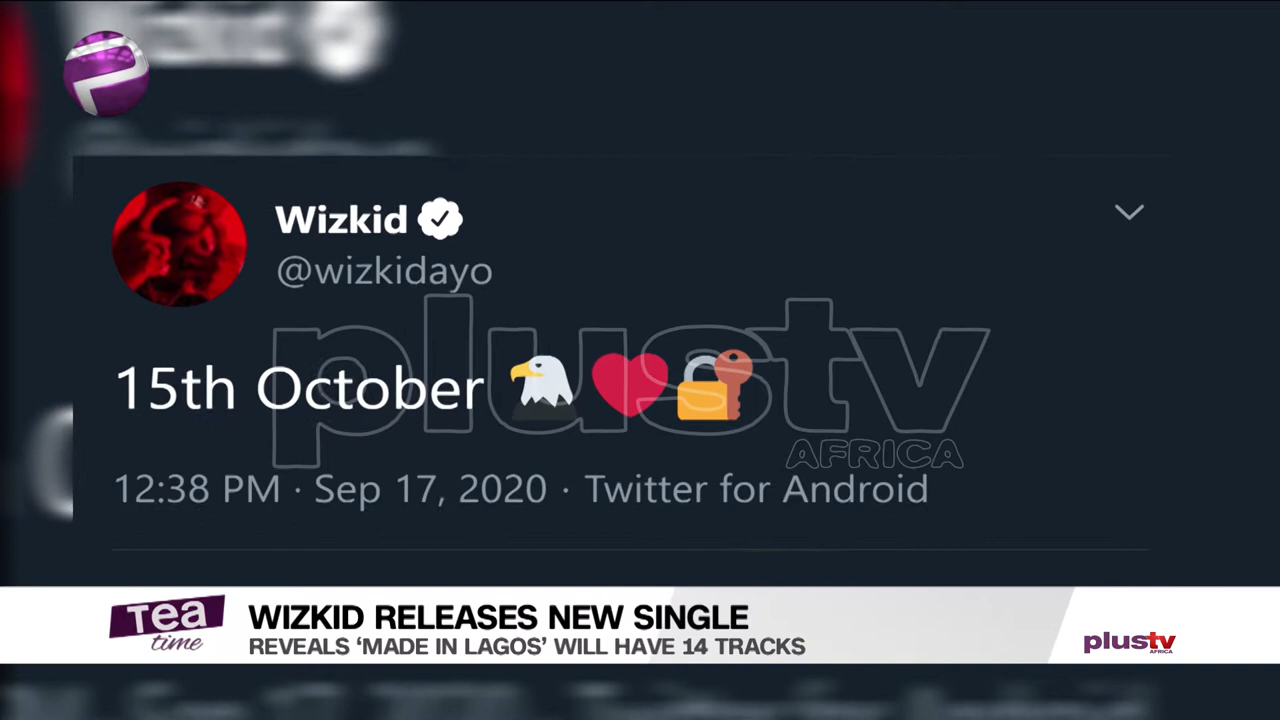 Wizkid
@wizkidayo
15th October 🦅❤️🔐
12:38 PM · Sep 17, 2020 · Twitter for Android
plustv
AFRICA
Tea
time
WIZKID RELEASES NEW SINGLE
REVEALS ‘MADE IN LAGOS’ WILL HAVE 14 TRACKS
plustv
AFRICA